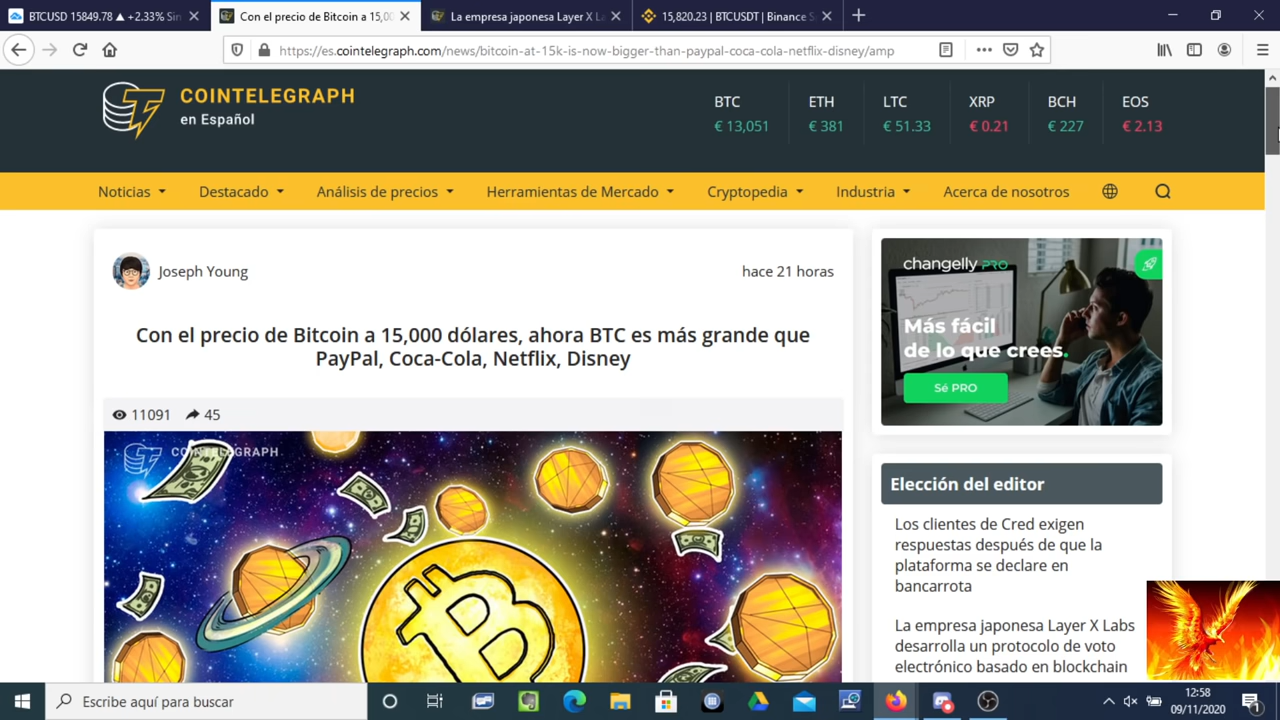 BTCUSD 15849.78 ▲ +2.33% Sin
Con el precio de Bitcoin a 15,00
La empresa japonesa Layer X La
15,820.23 | BTCUSDT | Binance S
https://es.cointelegraph.com/news/bitcoin-at-15k-is-now-bigger-than-paypal-coca-cola-netflix-disney/amp
COINTELEGRAPH
en Español
BTC ETH LTC XRP BCH EOS
€ 13,051 € 381 € 51.33 € 0.21 € 227 € 2.13
Noticias Destacado Análisis de precios Herramientas de Mercado Cryptopedia Industria Acerca de nosotros
Joseph Young
hace 21 horas
Con el precio de Bitcoin a 15,000 dólares, ahora BTC es más grande que
PayPal, Coca-Cola, Netflix, Disney
11091 45
COINTELEGRAPH
changelly PRO
Más fácil
de lo que crees.
Sé PRO
Elección del editor
Los clientes de Cred exigen
respuestas después de que la
plataforma se declare en
bancarrota
La empresa japonesa Layer X Labs
desarrolla un protocolo de voto
electrónico basado en blockchain
Escribe aquí para buscar
12:58
09/11/2020